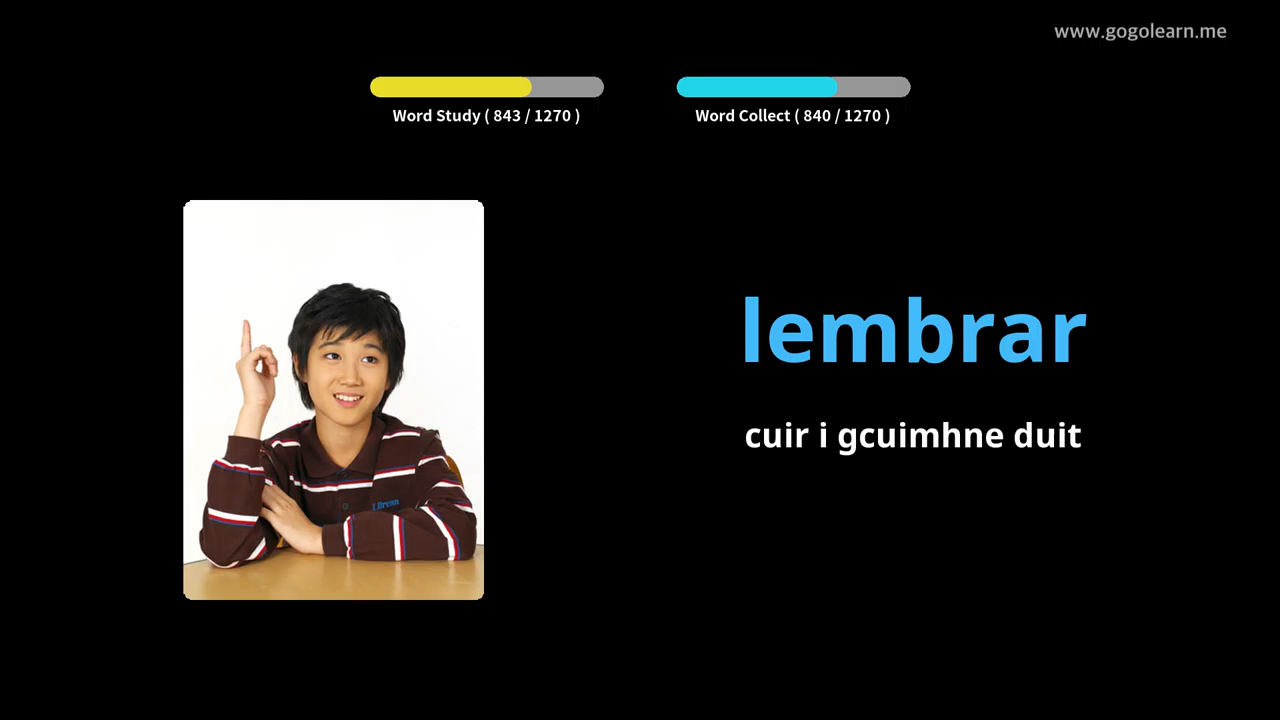 www.gogolearn.me
Word Study ( 843 / 1270 )
Word Collect ( 840 / 1270 )
lembrar
cuir i gcuimhne duit